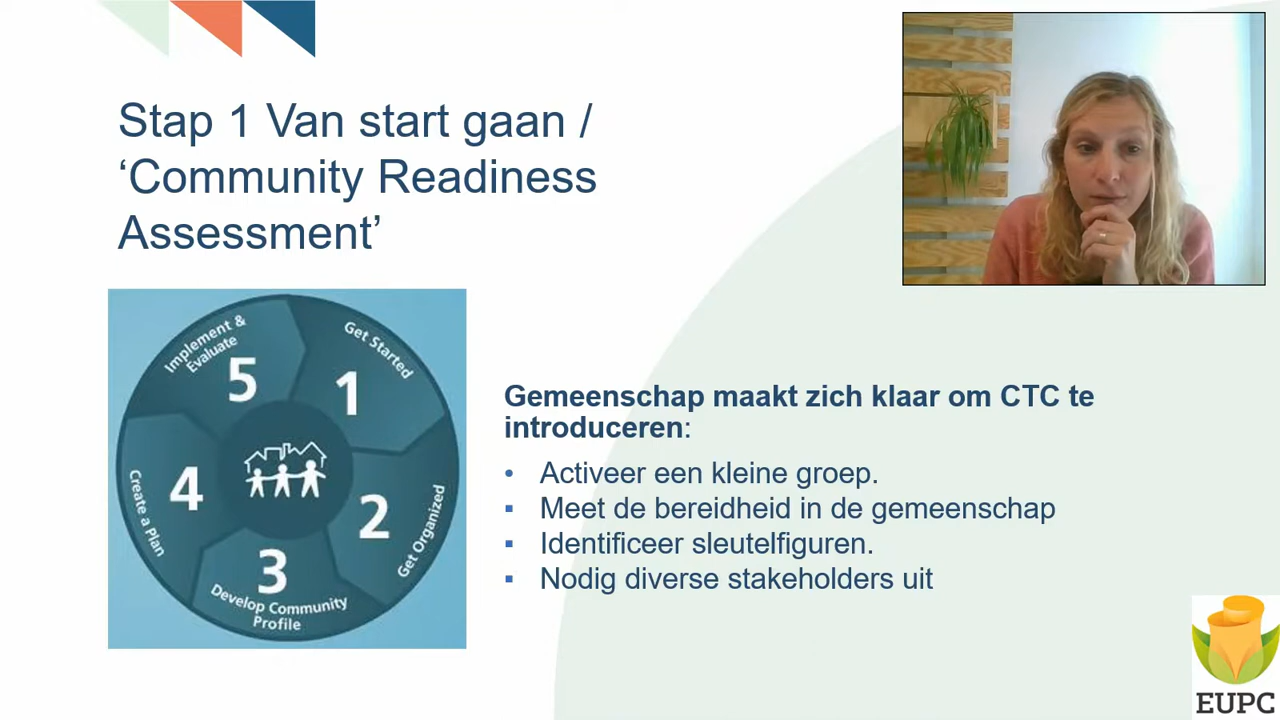 Stap 1 Van start gaan /
‘Community Readiness
Assessment’
Implement &
Evaluate
5
Get Started
1
Create a Plan
4
Get Organized
2
3
Develop Community
Profile
Gemeenschap maakt zich klaar om CTC te
introduceren:
• Activeer een kleine groep.
▪ Meet de bereidheid in de gemeenschap
▪ Identificeer sleutelfiguren.
▪ Nodig diverse stakeholders uit
EUPC